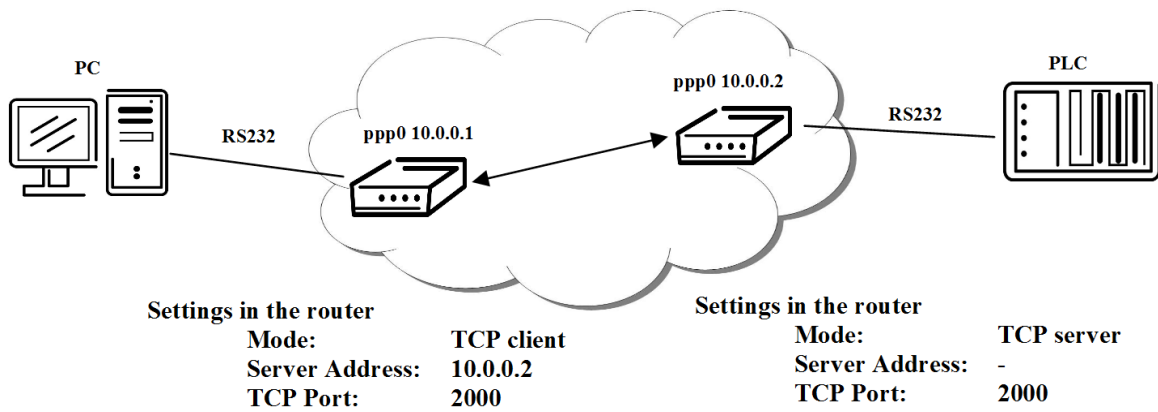 PC
RS232
ppp0 10.0.0.1
ppp0 10.0.0.2
RS232
PLC
Settings in the router
Mode: TCP client
Server Address: 10.0.0.2
TCP Port: 2000
Settings in the router
Mode: TCP server
Server Address: -
TCP Port: 2000